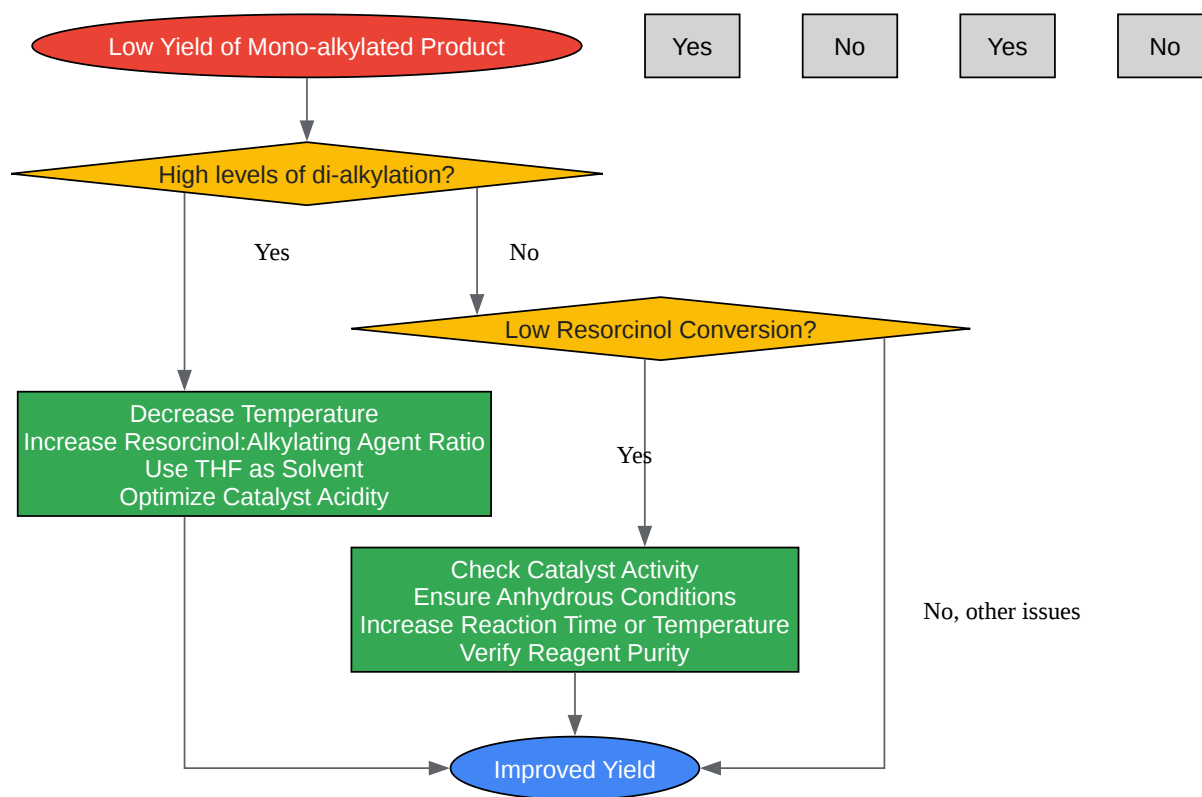 Low Yield of Mono-alkylated Product
Yes
No
Yes
No
High levels of di-alkylation?
Yes
No
Low Resorcinol Conversion?
Decrease Temperature
Increase Resorcinol:Alkylating Agent Ratio
Use THF as Solvent
Optimize Catalyst Acidity
Yes
Check Catalyst Activity
Ensure Anhydrous Conditions
Increase Reaction Time or Temperature
Verify Reagent Purity
No, other issues
Improved Yield